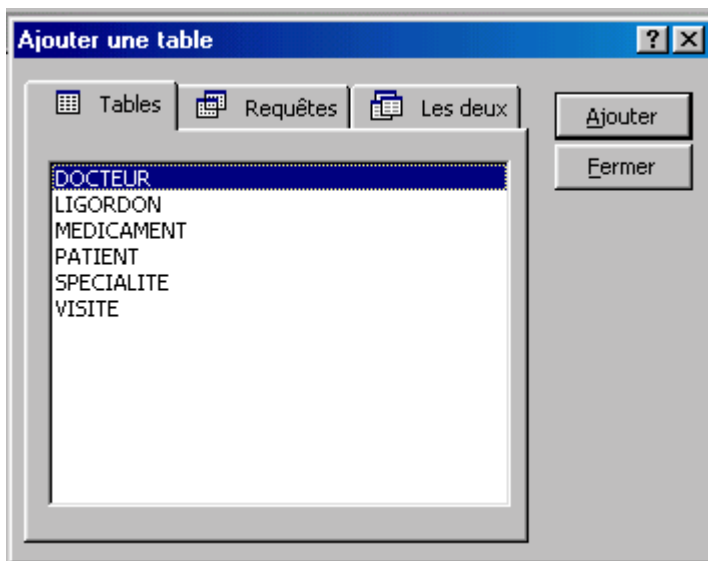 Ajouter une table
Tables Requêtes Les deux
Ajouter
Fermer
DOCTEUR
LIGORDON
MEDICAMENT
PATIENT
SPECIALITE
VISITE